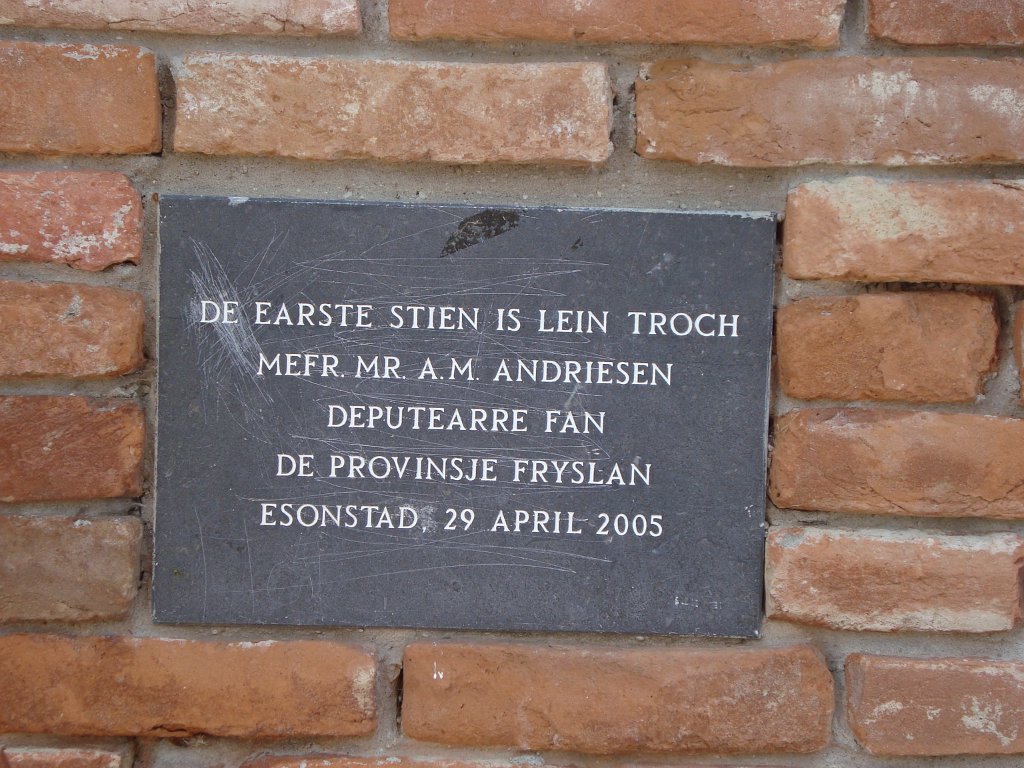 DE EARSTE STIEN IS LEIN TROCH
MEFR. MR. A.M. ANDRIESEN
DEPUTEARRE FAN
DE PROVINSJE FRYSLAN
ESONSTAD, 29 APRIL 2005